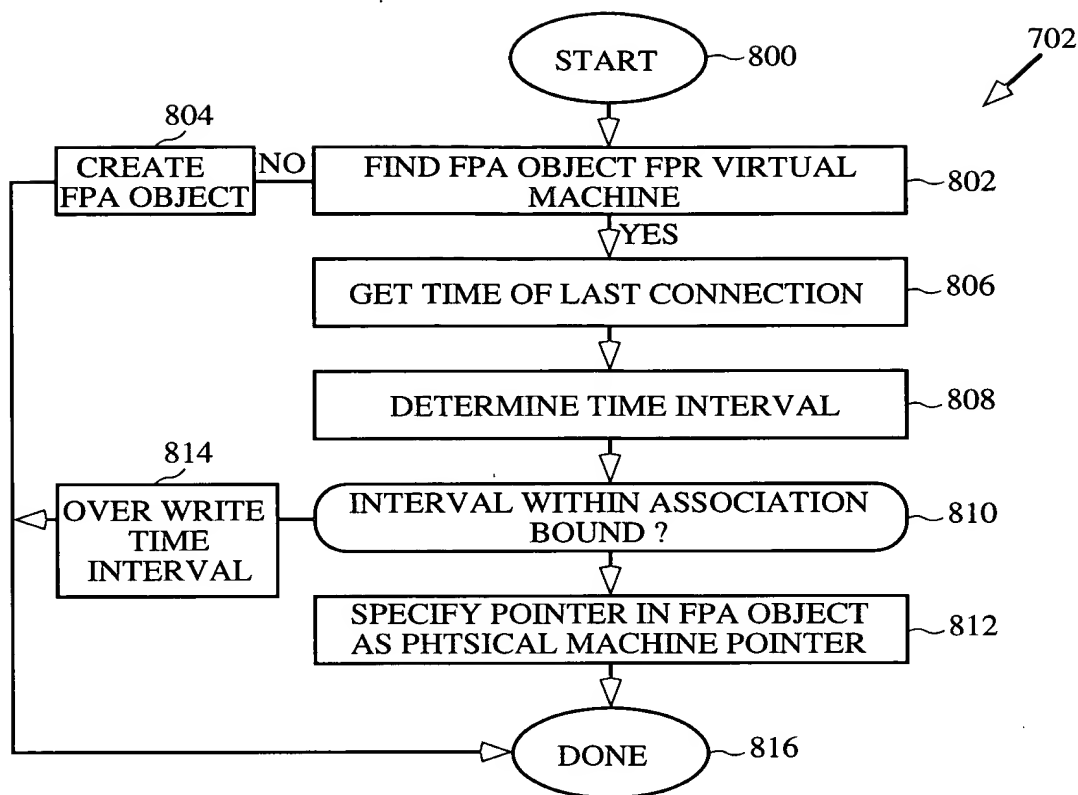 START
800
702
804
CREATE
FPA OBJECT
NO
FIND FPA OBJECT FPR VIRTUAL
MACHINE
802
YES
GET TIME OF LAST CONNECTION
806
DETERMINE TIME INTERVAL
808
814
OVER WRITE
TIME
INTERVAL
INTERVAL WITHIN ASSOCIATION
BOUND ?
810
SPECIFY POINTER IN FPA OBJECT
AS PHTSICAL MACHINE POINTER
812
DONE
816